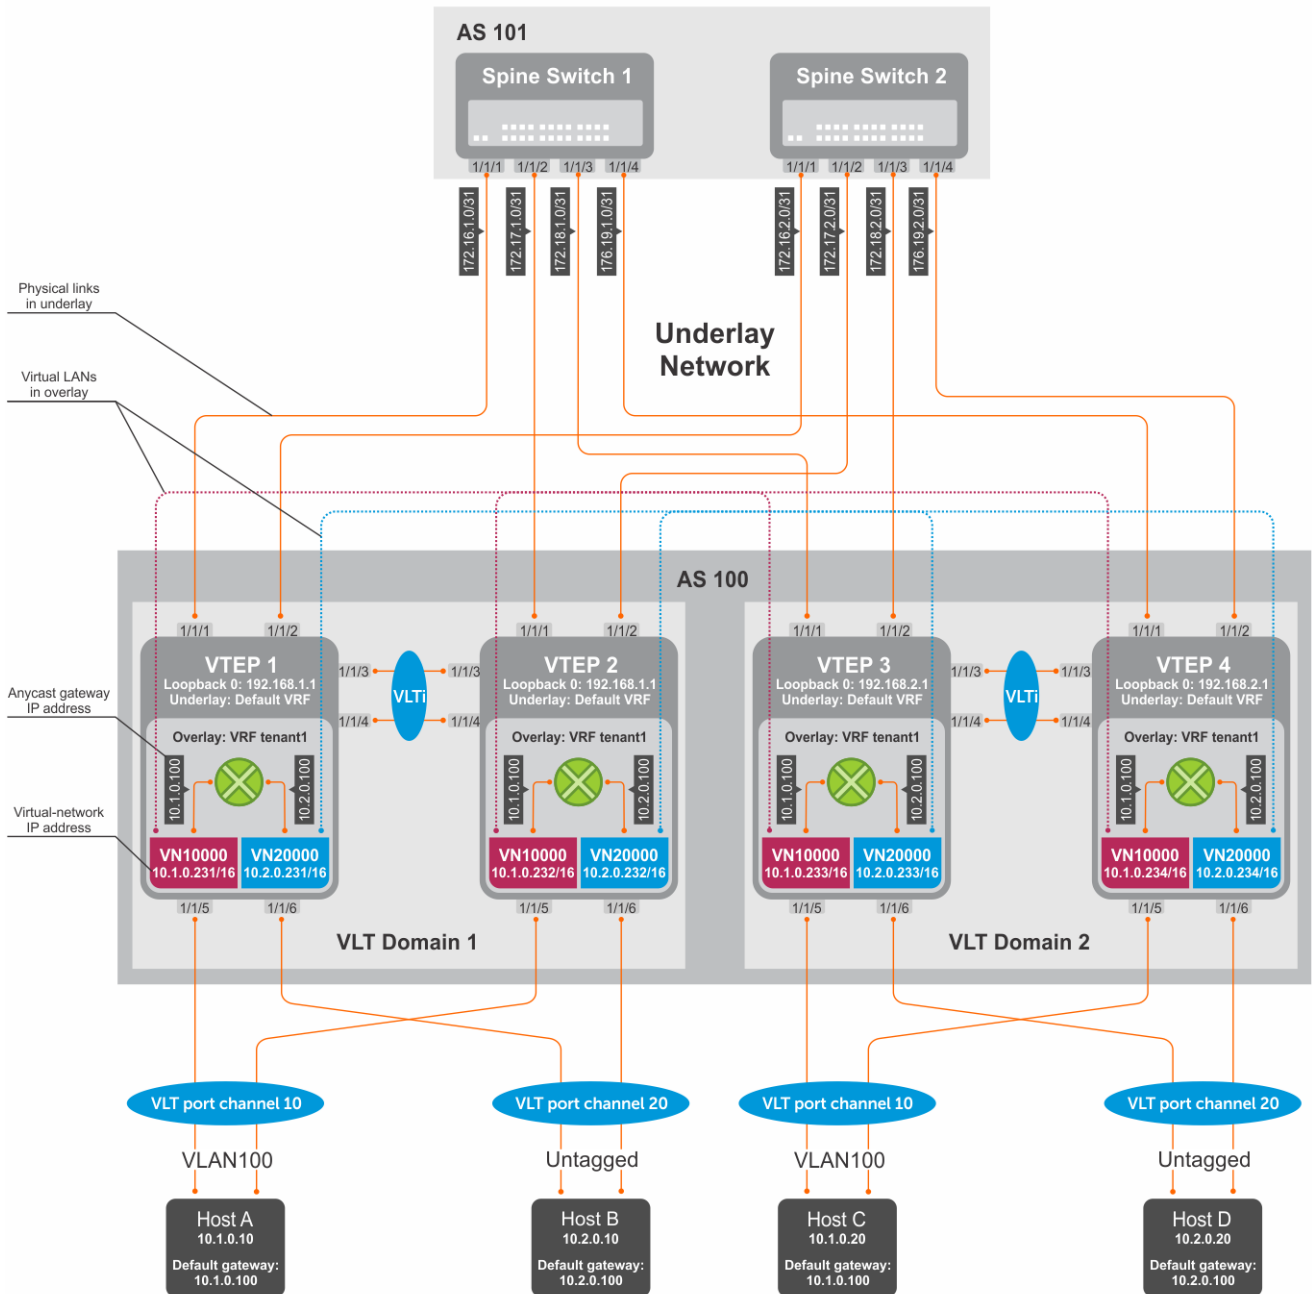 AS 101
Spine Switch 1
Spine Switch 2
1/1/1
1/1/2
1/1/3
1/1/4
1/1/1
1/1/2
1/1/3
1/1/4
172.16.1.0/31
172.17.1.0/31
172.18.1.0/31
176.19.1.0/31
172.16.2.0/31
172.17.2.0/31
172.18.2.0/31
176.19.2.0/31
Physical links
in underlay
Underlay
Network
Virtual LANs
in overlay
AS 100
1/1/1
1/1/2
1/1/1
1/1/2
1/1/1
1/1/2
1/1/1
1/1/2
VTEP 1
Loopback 0: 192.168.1.1
Underlay: Default VRF
1/1/3
1/1/4
VLTi
1/1/3
1/1/4
VTEP 2
Loopback 0: 192.168.1.1
Underlay: Default VRF
VTEP 3
Loopback 0: 192.168.2.1
Underlay: Default VRF
1/1/3
1/1/4
VLTi
1/1/3
1/1/4
VTEP 4
Loopback 0: 192.168.2.1
Underlay: Default VRF
Anycast gateway
IP address
Overlay: VRF tenant1
10.1.0.100
10.2.0.100
Overlay: VRF tenant1
10.1.0.100
10.2.0.100
Overlay: VRF tenant1
10.1.0.100
10.2.0.100
Overlay: VRF tenant1
10.1.0.100
10.2.0.100
Virtual-network
IP address
VN10000
10.1.0.231/16
VN20000
10.2.0.231/16
VN10000
10.1.0.232/16
VN20000
10.2.0.232/16
VN10000
10.1.0.233/16
VN20000
10.2.0.233/16
VN10000
10.1.0.234/16
VN20000
10.2.0.234/16
1/1/5
1/1/6
1/1/5
1/1/6
1/1/5
1/1/6
1/1/5
1/1/6
VLT Domain 1
VLT Domain 2
VLT port channel 10
VLT port channel 20
VLT port channel 10
VLT port channel 20
VLAN100
Untagged
VLAN100
Untagged
Host A
10.1.0.10
Default gateway:
10.1.0.100
Host B
10.2.0.10
Default gateway:
10.2.0.100
Host C
10.1.0.20
Default gateway:
10.1.0.100
Host D
10.2.0.20
Default gateway:
10.2.0.100